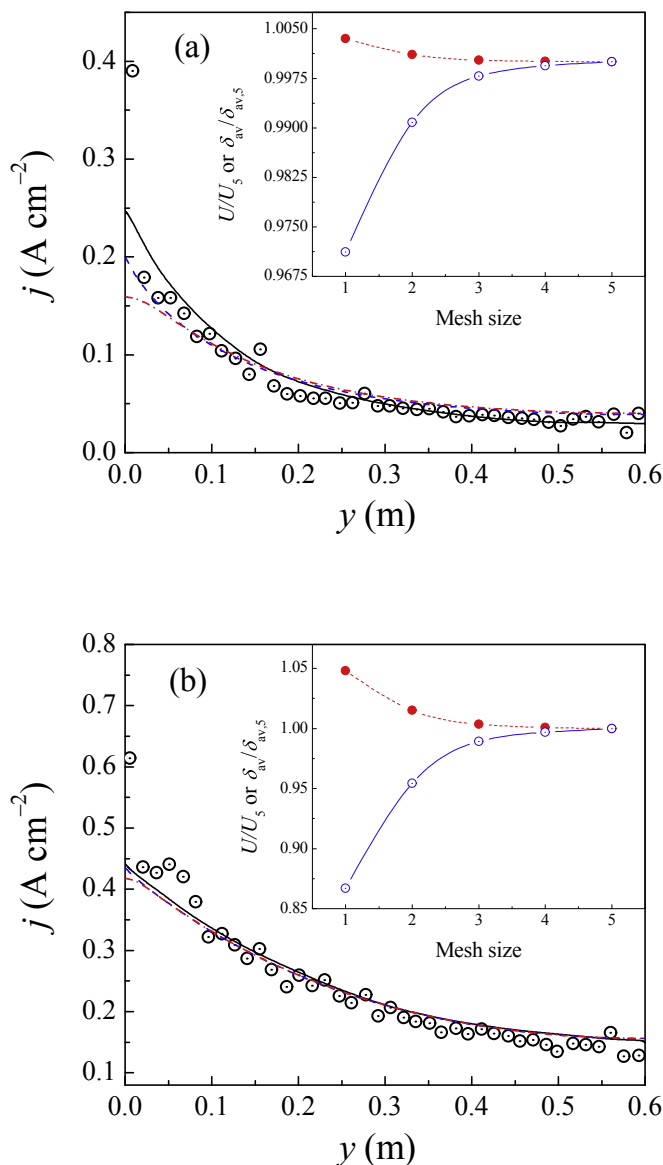 (a)
0.4
0.3
0.2
0.1
0.0
j (A cm⁻²)
0.0 0.1 0.2 0.3 0.4 0.5 0.6
y (m)
1.0050
0.9975
0.9900
0.9825
0.9750
0.9675
U/U₅ or δav/δav,5
1 2 3 4 5
Mesh size
(b)
0.8
0.7
0.6
0.5
0.4
0.3
0.2
0.1
j (A cm⁻²)
0.0 0.1 0.2 0.3 0.4 0.5 0.6
y (m)
1.05
1.00
0.95
0.90
0.85
U/U₅ or δav/δav,5
1 2 3 4 5
Mesh size